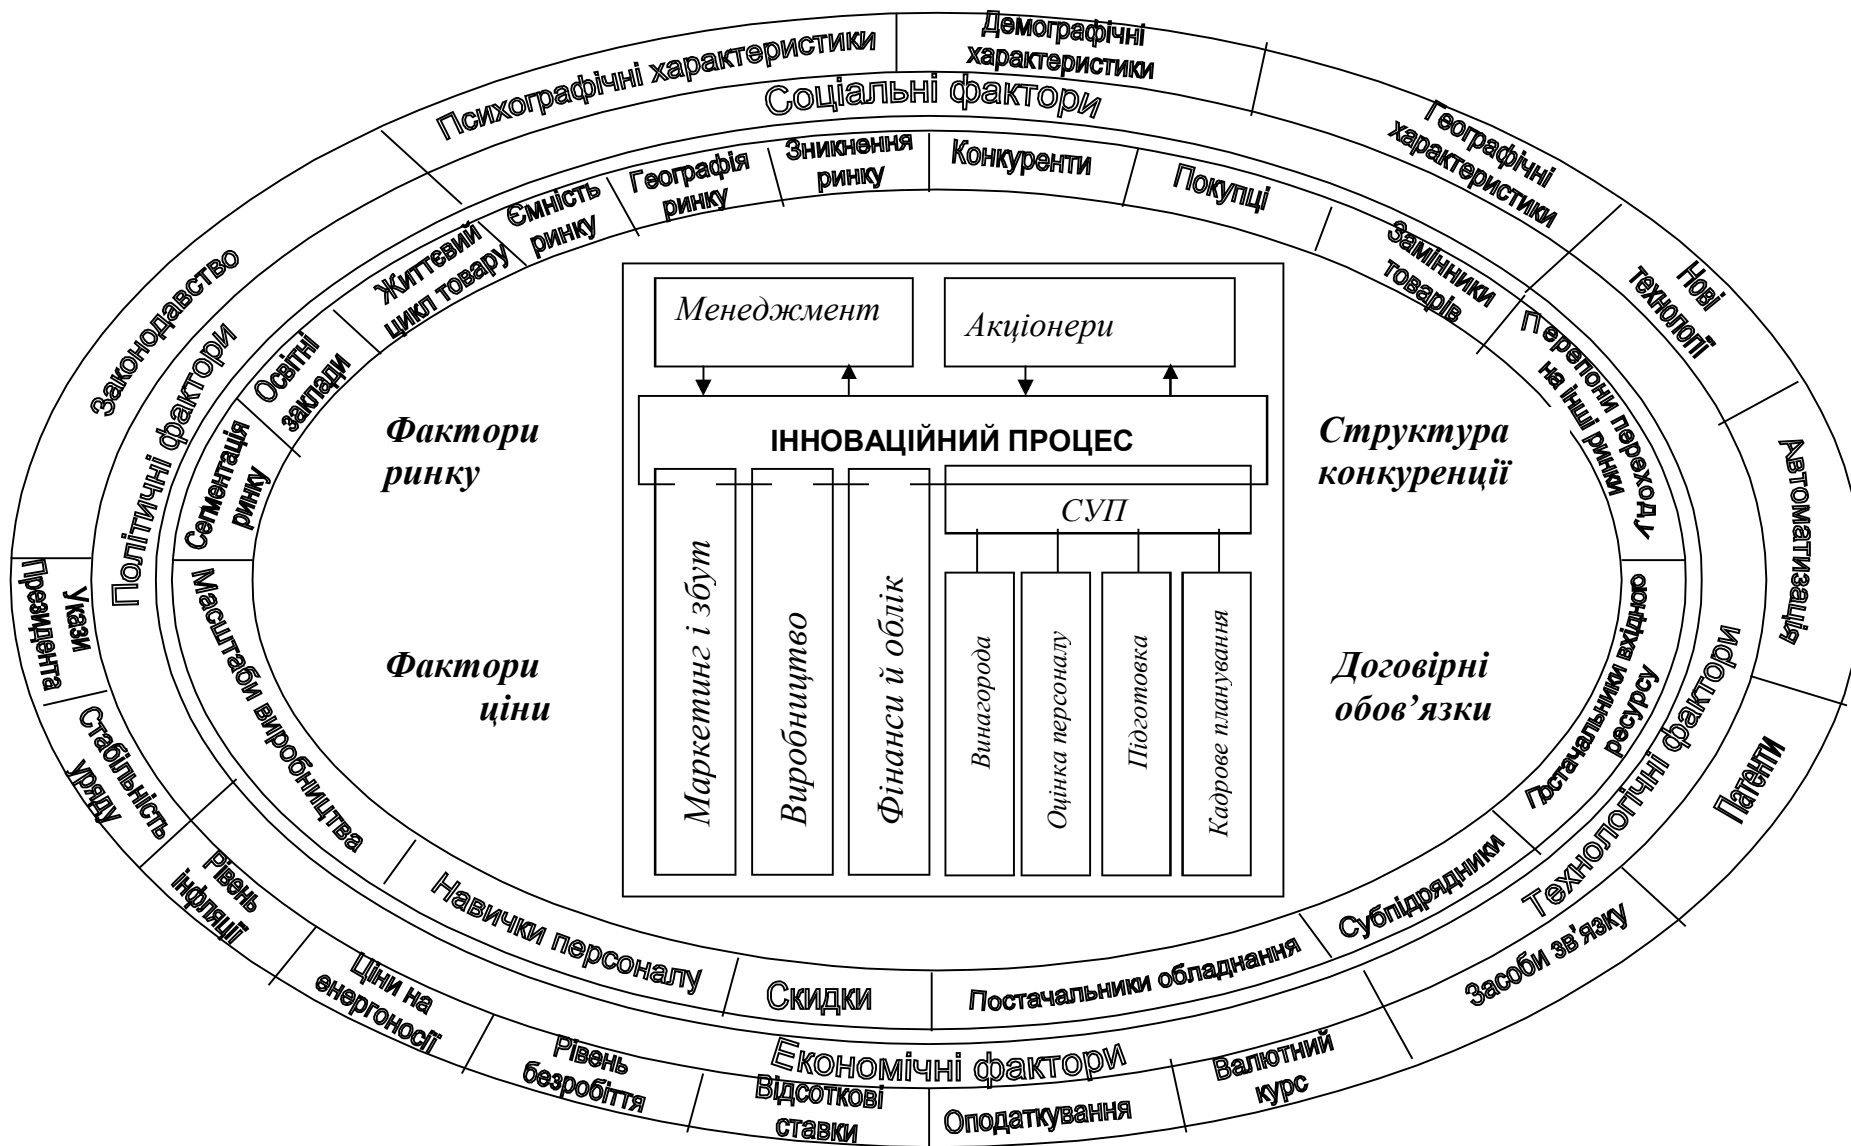 Психографічні характеристики
Демографічні
характеристики
Географічні
характеристики
Соціальні фактори
Законодавство
Політичні фактори
Укази
Президента
Стабільність
уряду
Нові
технології
Автоматизація
Патенти
Засоби зв'язку
Технологічні фактори
Рівень
інфляції
Ціни на
енергоносії
Рівень
безробіття
Відсоткові
ставки
Оподаткування
Валютний
курс
Економічні фактори
Сегментація
ринку
Освітні
заклади
Життєвий
цикл товару
Ємність
ринку
Географія
ринку
Зникнення
ринку
Конкуренти
Покупці
Замінники
товарів
Перепони переходу
на інші ринки
Масштаби виробництва
Навички персоналу
Скидки
Постачальники обладнання
Субпідрядники
Постачальники вхідного
ресурсу
Фактори
ринку
Структура
конкуренції
Фактори
ціни
Договірні
обов’язки
Менеджмент
Акціонери
ІННОВАЦІЙНИЙ ПРОЦЕС
СУП
Маркетинг і збут
Виробництво
Фінанси й облік
Винагорода
Оцінка персоналу
Підготовка
Кадрове планування